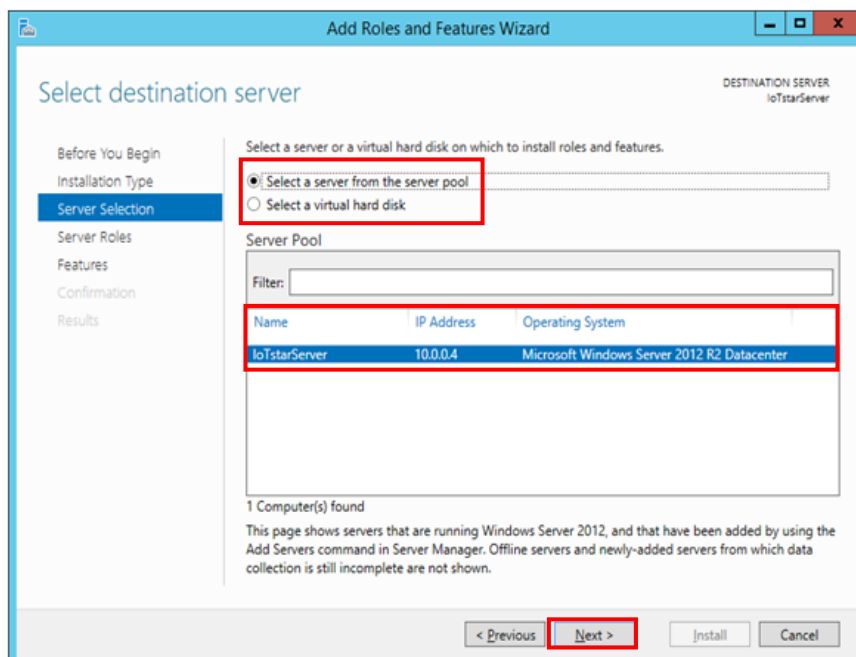 Add Roles and Features Wizard
Select destination server
DESTINATION SERVER
IoTstarServer
Before You Begin
Installation Type
Server Selection
Server Roles
Features
Confirmation
Results
Select a server or a virtual hard disk on which to install roles and features.
Select a server from the server pool
Select a virtual hard disk
Server Pool
Filter:
Name IP Address Operating System
IoTstarServer 10.0.0.4 Microsoft Windows Server 2012 R2 Datacenter
1 Computer(s) found
This page shows servers that are running Windows Server 2012, and that have been added by using the
Add Servers command in Server Manager. Offline servers and newly-added servers from which data
collection is still incomplete are not shown.
< Previous Next > Install Cancel